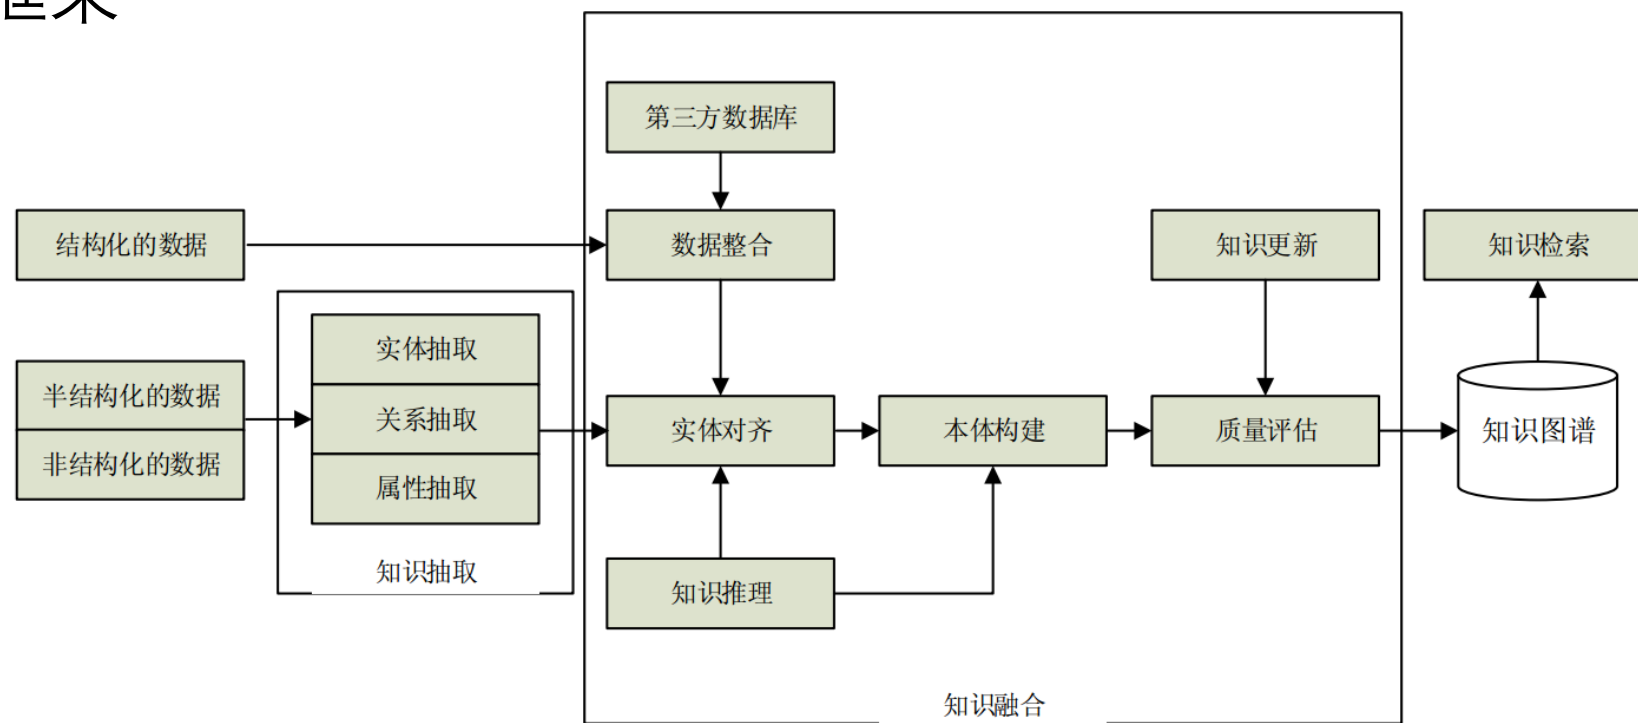 框架
第三方数据库
结构化的数据
数据整合
知识更新
知识检索
实体抽取
半结构化的数据
关系抽取
非结构化的数据
属性抽取
知识抽取
实体对齐
本体构建
质量评估
知识图谱
知识推理
知识融合